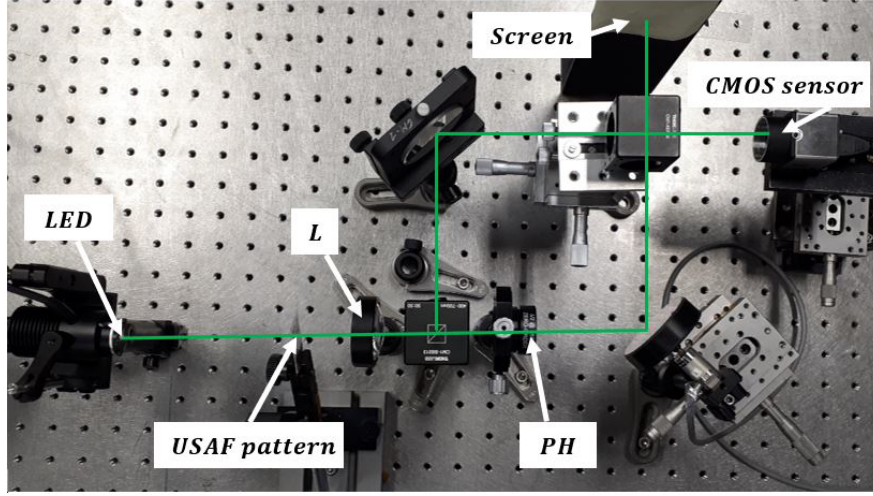 Screen
CMOS sensor
LED
L
USAF pattern
PH